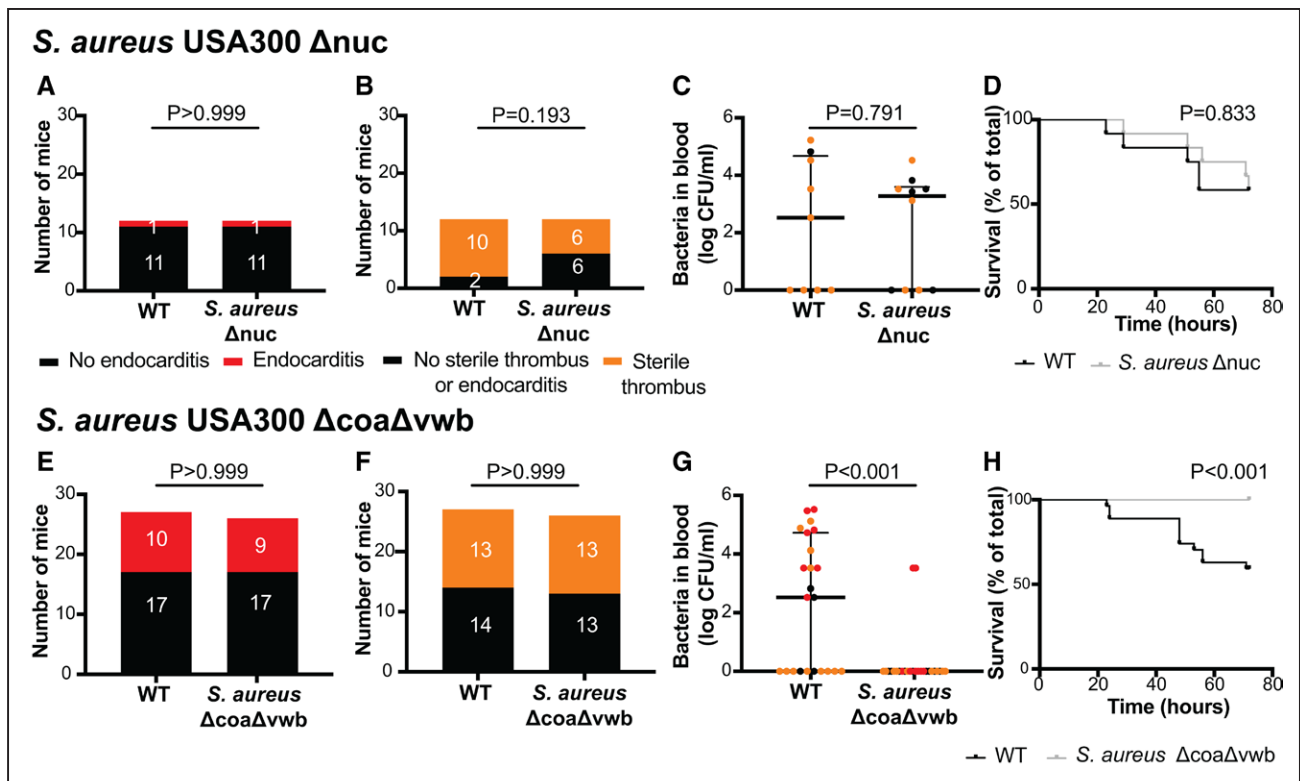 S. aureus USA300 Δnuc
A
B
C
D
P>0.999
P=0.193
P=0.791
P=0.833
Number of mice
30
20
10
0
1
11
1
11
WT
S. aureus
Δnuc
Number of mice
30
20
10
0
10
2
6
6
WT
S. aureus
Δnuc
Bacteria in blood
(log CFU/ml)
6
4
2
0
WT
S. aureus
Δnuc
Survival (% of total)
100
50
0
0
20
40
60
80
Time (hours)
No endocarditis
Endocarditis
No sterile thrombus
or endocarditis
Sterile
thrombus
WT
S. aureus Δnuc
S. aureus USA300 ΔcoaΔvwb
E
F
G
H
P>0.999
P>0.999
P<0.001
P<0.001
Number of mice
30
20
10
0
10
17
9
17
WT
S. aureus
ΔcoaΔvwb
Number of mice
30
20
10
0
13
14
13
13
WT
S. aureus
ΔcoaΔvwb
Bacteria in blood
(log CFU/ml)
6
4
2
0
WT
S. aureus
ΔcoaΔvwb
Survival (% of total)
100
50
0
0
20
40
60
80
Time (hours)
WT
S. aureus ΔcoaΔvwb